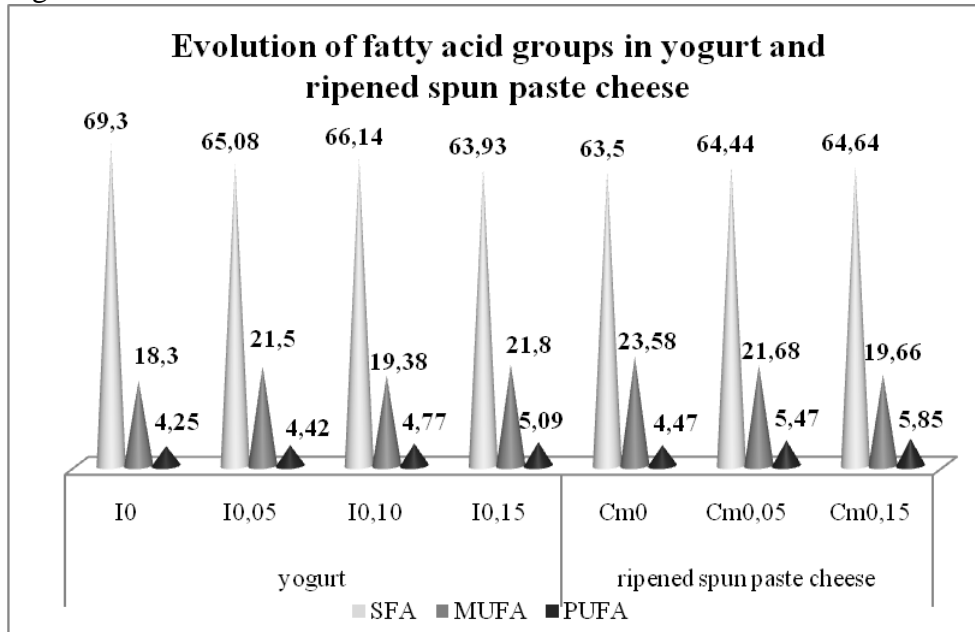 Evolution of fatty acid groups in yogurt and
ripened spun paste cheese
69,3
65,08
66,14
63,93
63,5
64,44
64,64
18,3
21,5
19,38
21,8
23,58
21,68
19,66
4,25
4,42
4,77
5,09
4,47
5,47
5,85
I0
I0,05
I0,10
I0,15
Cm0
Cm0,05
Cm0,15
yogurt
ripened spun paste cheese
SFA MUFA PUFA